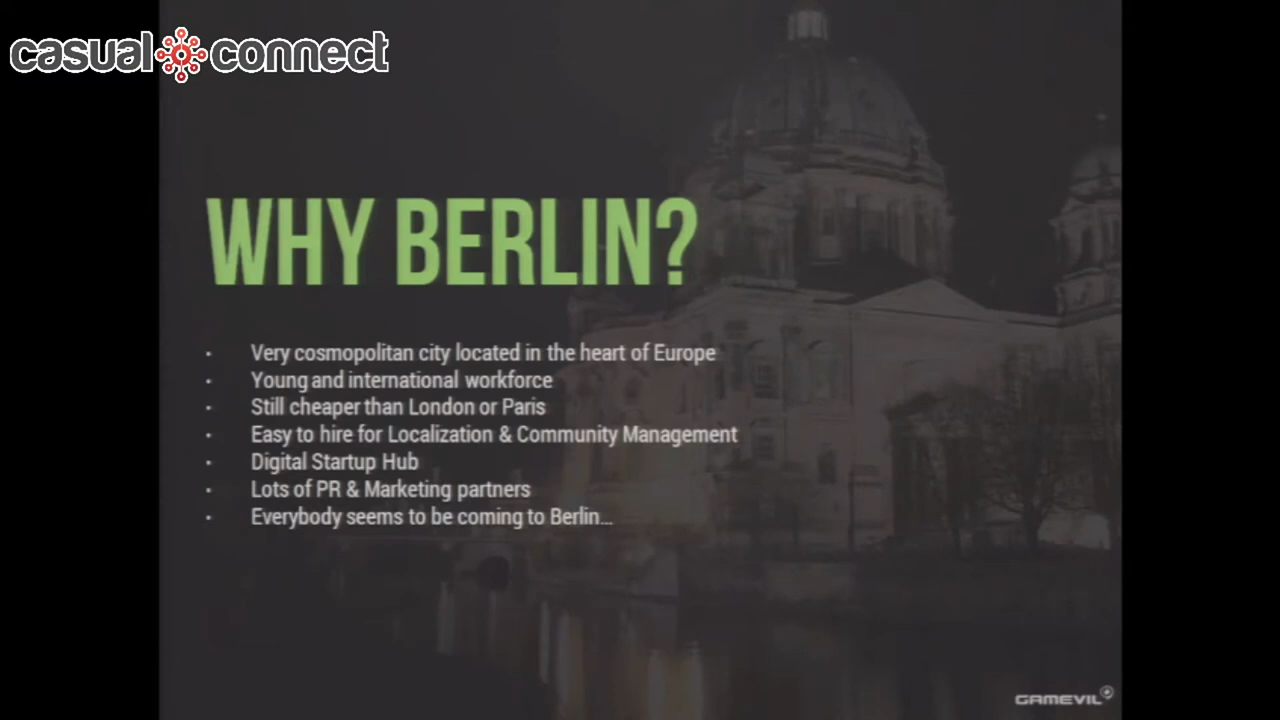 casual connect
WHY BERLIN?
· Very cosmopolitan city located in the heart of Europe
· Young and international workforce
· Still cheaper than London or Paris
· Easy to hire for Localization & Community Management
· Digital Startup Hub
· Lots of PR & Marketing partners
· Everybody seems to be coming to Berlin...
GAMEVIL